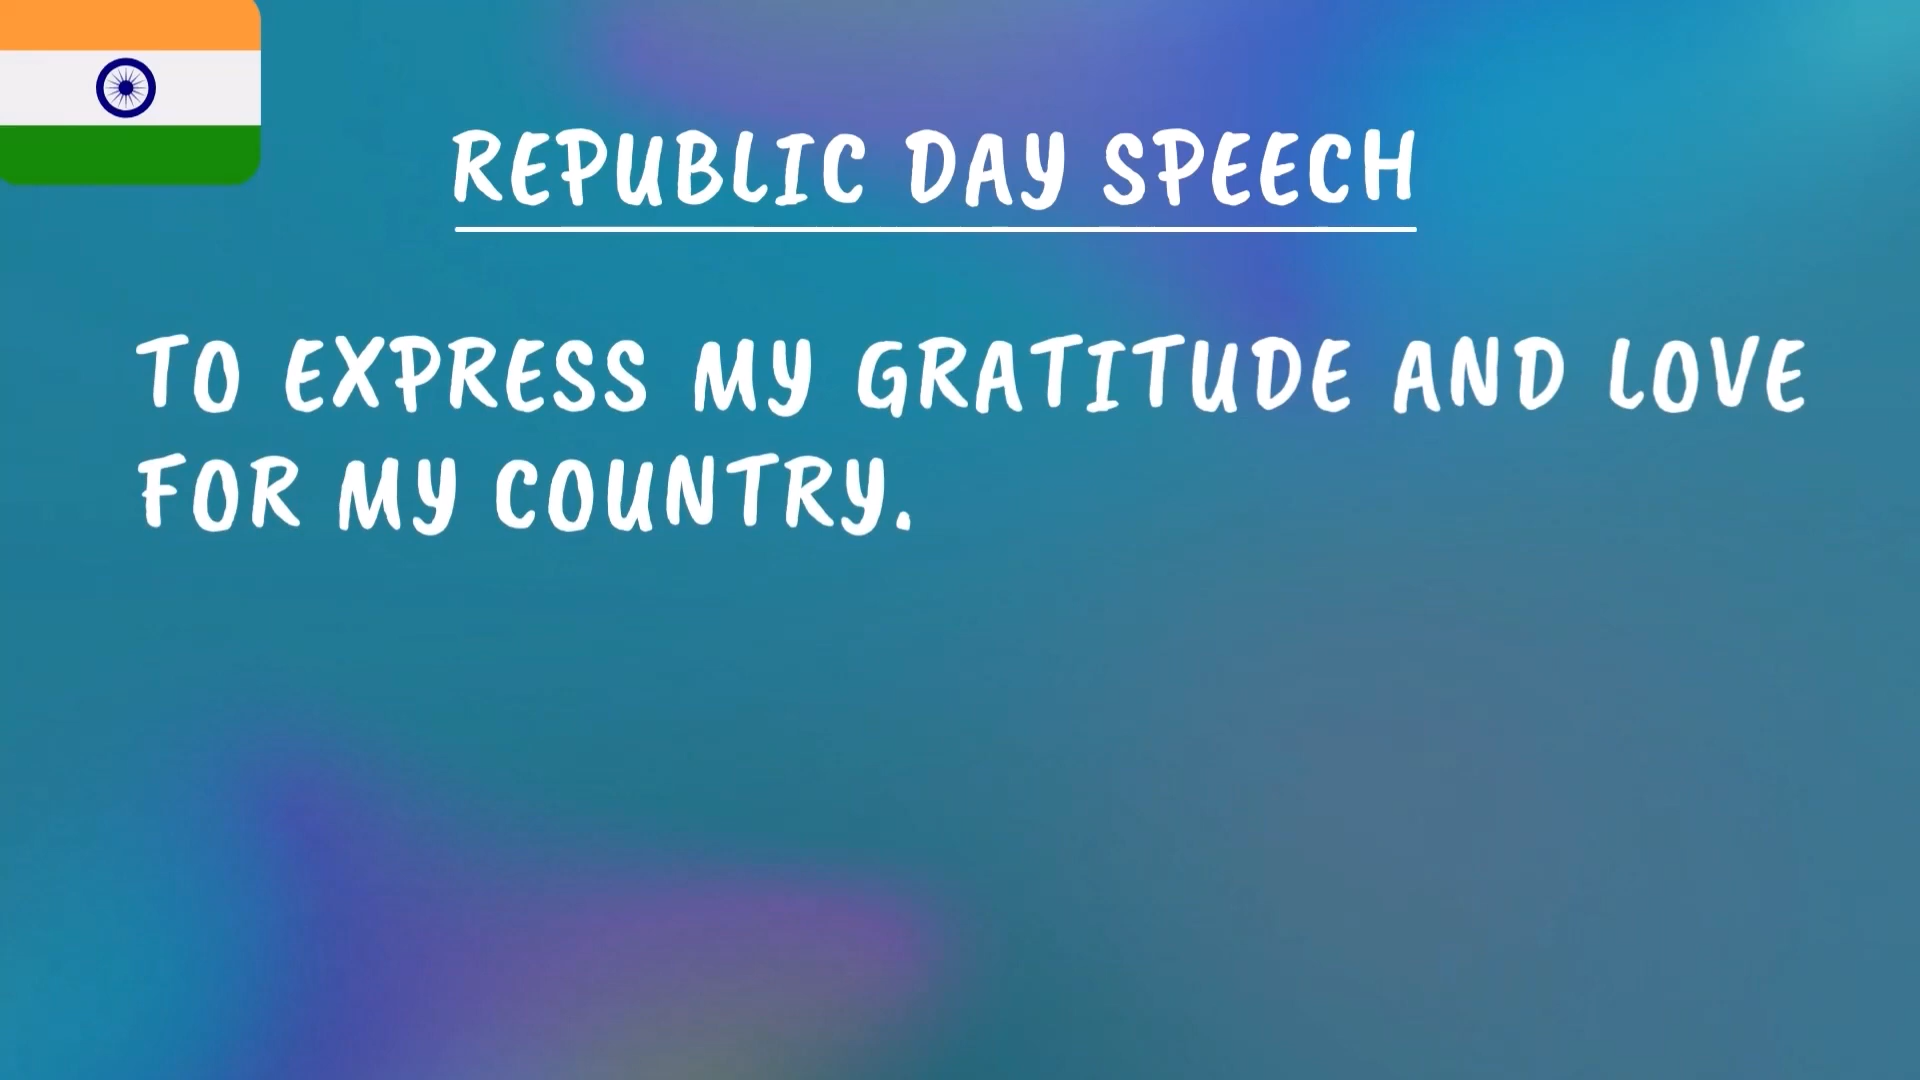 REPUBLIC DAY SPEECH
TO EXPRESS MY GRATITUDE AND LOVE
FOR MY COUNTRY.